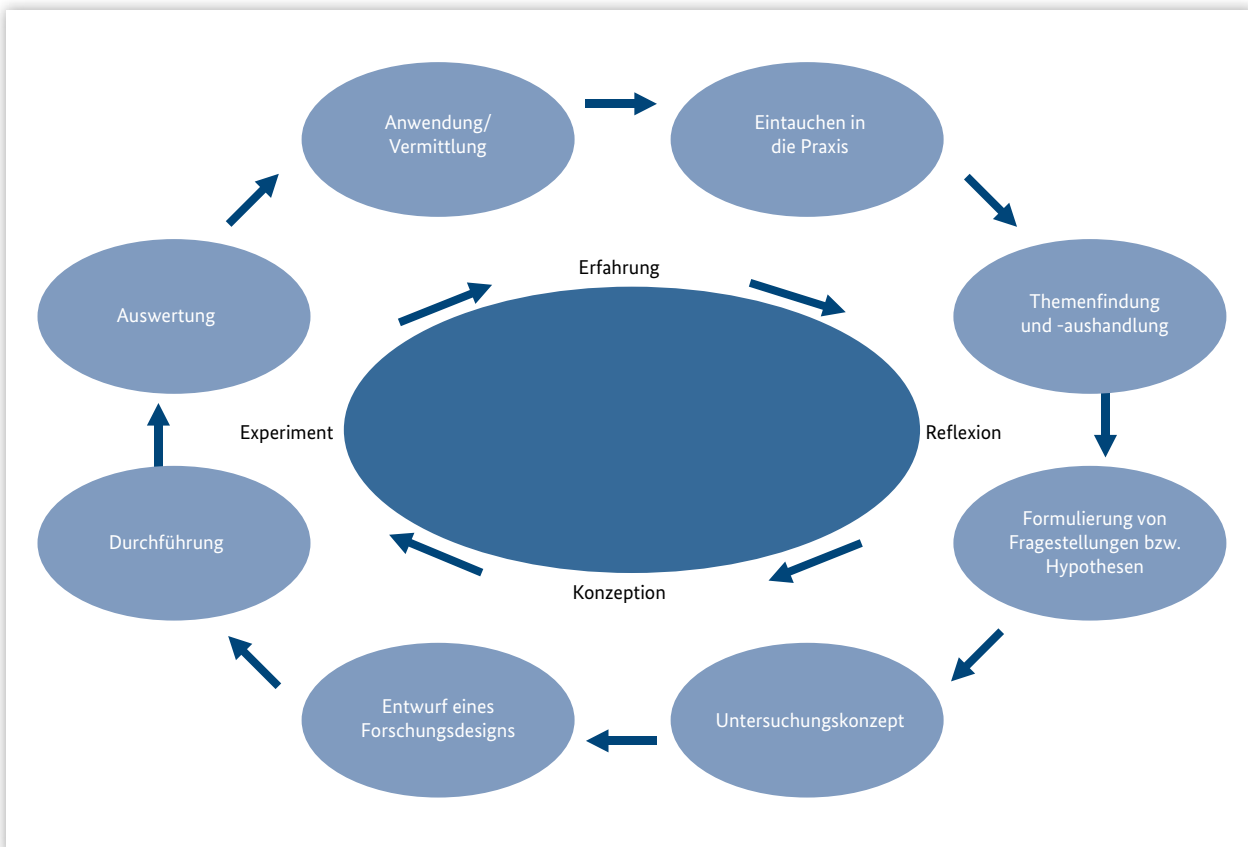 Anwendung/
Vermittlung
Eintauchen in
die Praxis
Auswertung
Erfahrung
Themenfindung
und -aushandlung
Experiment
Reflexion
Durchführung
Formulierung von
Fragestellungen bzw.
Hypothesen
Konzeption
Entwurf eines
Forschungsdesigns
Untersuchungskonzept